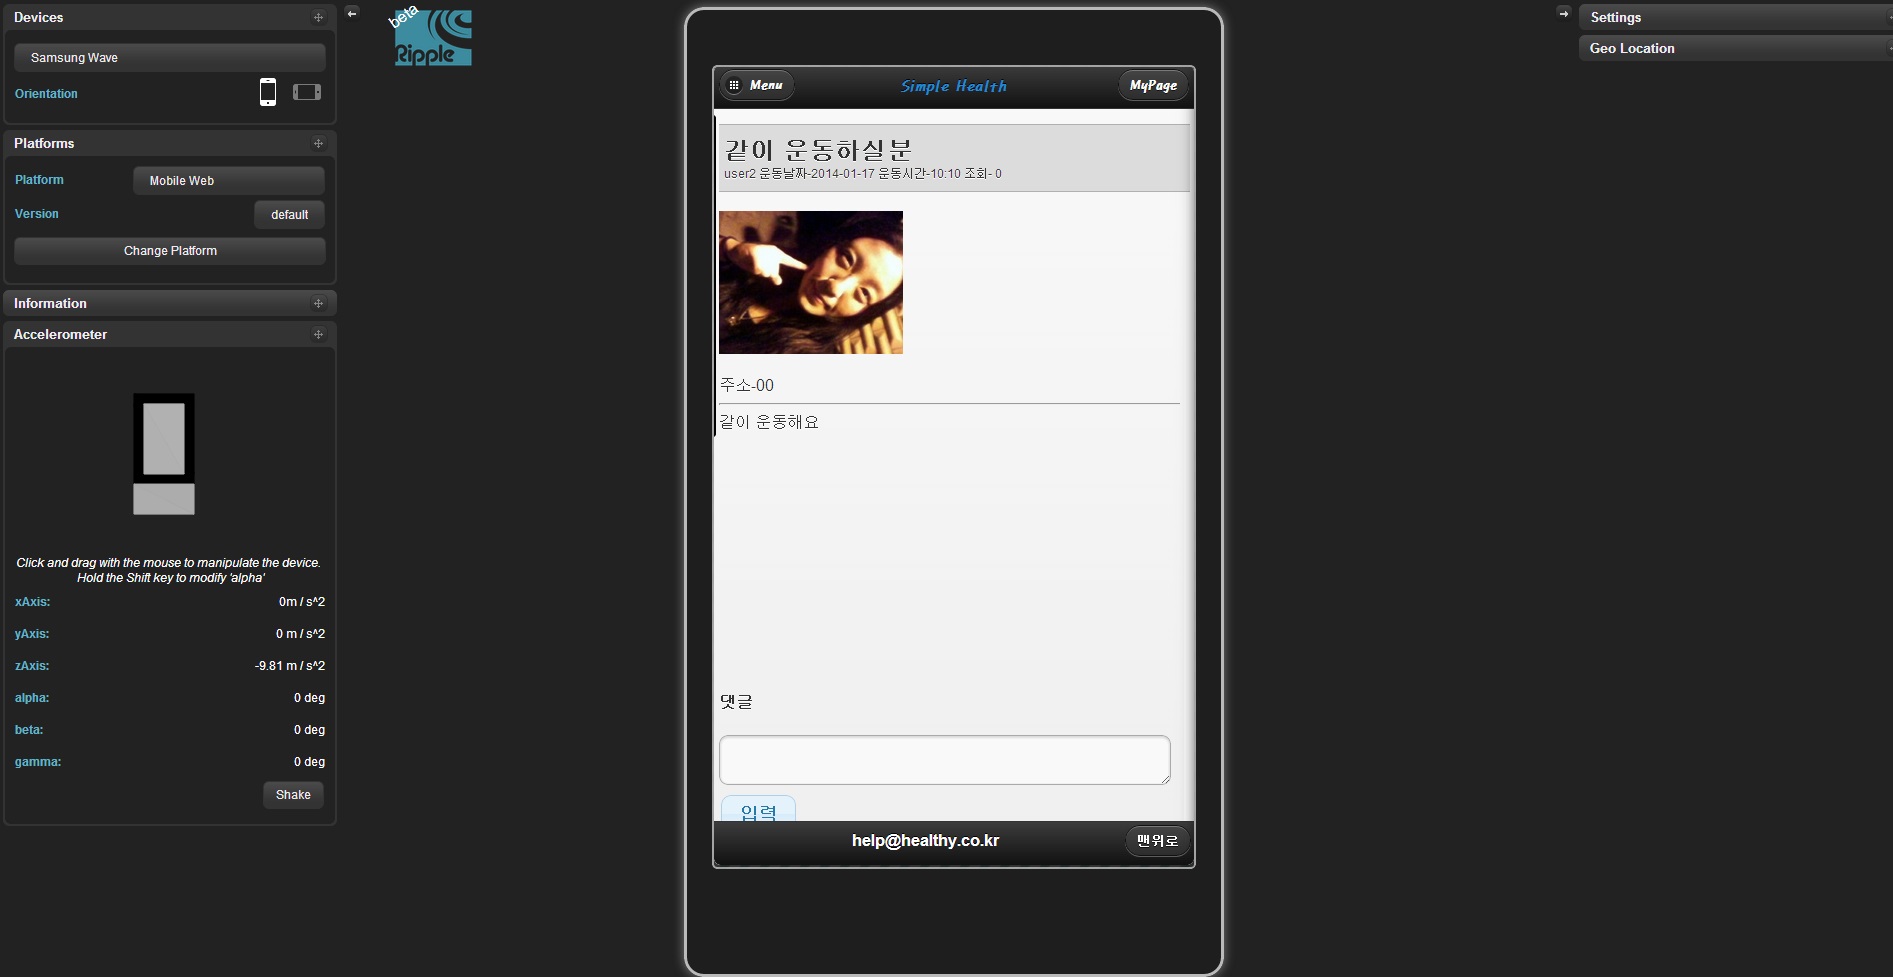 Devices
Samsung Wave
Orientation
Platforms
Platform
Mobile Web
Version
default
Change Platform
Information
Accelerometer
Click and drag with the mouse to manipulate the device.
Hold the Shift key to modify 'alpha'
xAxis: 0m / s^2
yAxis: 0 m / s^2
zAxis: -9.81 m / s^2
alpha: 0 deg
beta: 0 deg
gamma: 0 deg
Shake
beta
Ripple
Menu
Simple Health
MyPage
같이 운동하실분
user2 운동날짜-2014-01-17 운동시간-10:10 조회- 0
주소-00
같이 운동해요
댓글
입력
help@healthy.co.kr
맨위로
Settings
Geo Location